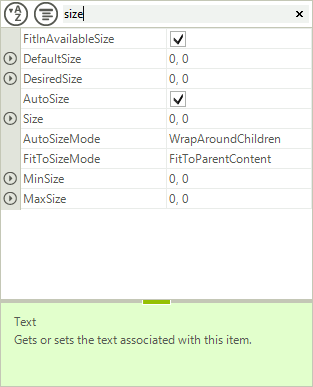 A
Z
size
FitInAvailableSize
DefaultSize 0, 0
DesiredSize 0, 0
AutoSize
Size 0, 0
AutoSizeMode WrapAroundChildren
FitToSizeMode FitToParentContent
MinSize 0, 0
MaxSize 0, 0
Text
Gets or sets the text associated with this item.